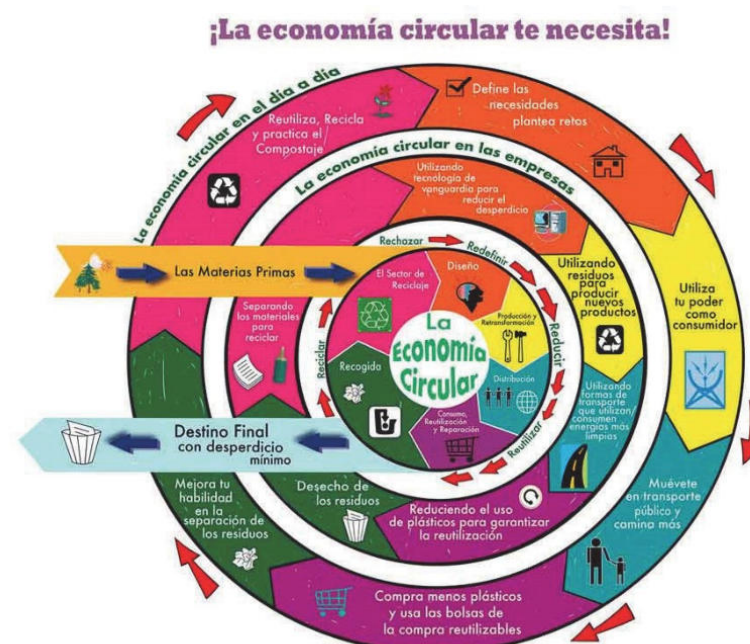 ¡La economía circular te necesita!
La economía circular en el dia a dia
Reutiliza, Recicla
y practica el
Compostaje
Define las
necesidades
plantea retos
Utiliza
tu poder
como
consumidor
Muévete
en transporte
público y
camina más
Compra menos plásticos
y usa las bolsas de
la compra reutilizables
Mejora tu
habilidad
en la
separación de
los residuos
La economía circular en las empresas
Utilizando
tecnología de
vanguardia para
reducir el
desperdicio
Utilizando
residuos
para
producir
nuevos
productos
Utilizando
formas de
transporte
que utilizan/
consumen
energías más
limpias
Reduciendo el uso
de plásticos para garantizar
la reutilización
Desecho de
los residuos
Separando
los materiales
para
reciclar
Rechazar
Redefinir
Reducir
Reutilizar
Reciclar
Las Materias Primas
El Sector de
Reciclaje
Diseño
Producción y
Retransformación
Distribución
Consumo,
Reutilización
y Reparación
Recogida
La
Economía
Circular
Destino Final
con desperdicio
mínimo